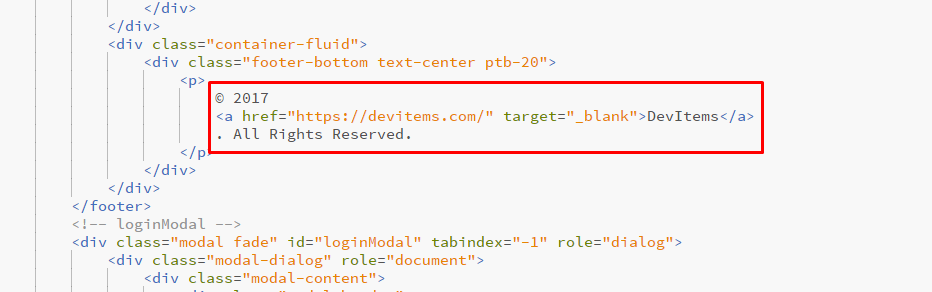 </div>
</div>
<div class="container-fluid">
<div class="footer-bottom text-center ptb-20">
<p>
© 2017
<a href="https://devitems.com/" target="_blank">DevItems</a>
. All Rights Reserved.
</p>
</div>
</div>
</footer>
<!-- loginModal -->
<div class="modal fade" id="loginModal" tabindex="-1" role="dialog">
<div class="modal-dialog" role="document">
<div class="modal-content">